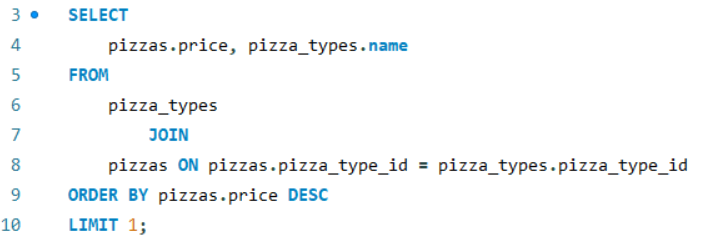 3 SELECT
4 pizzas.price, pizza_types.name
5 FROM
6 pizza_types
7 JOIN
8 pizzas ON pizzas.pizza_type_id = pizza_types.pizza_type_id
9 ORDER BY pizzas.price DESC
10 LIMIT 1;